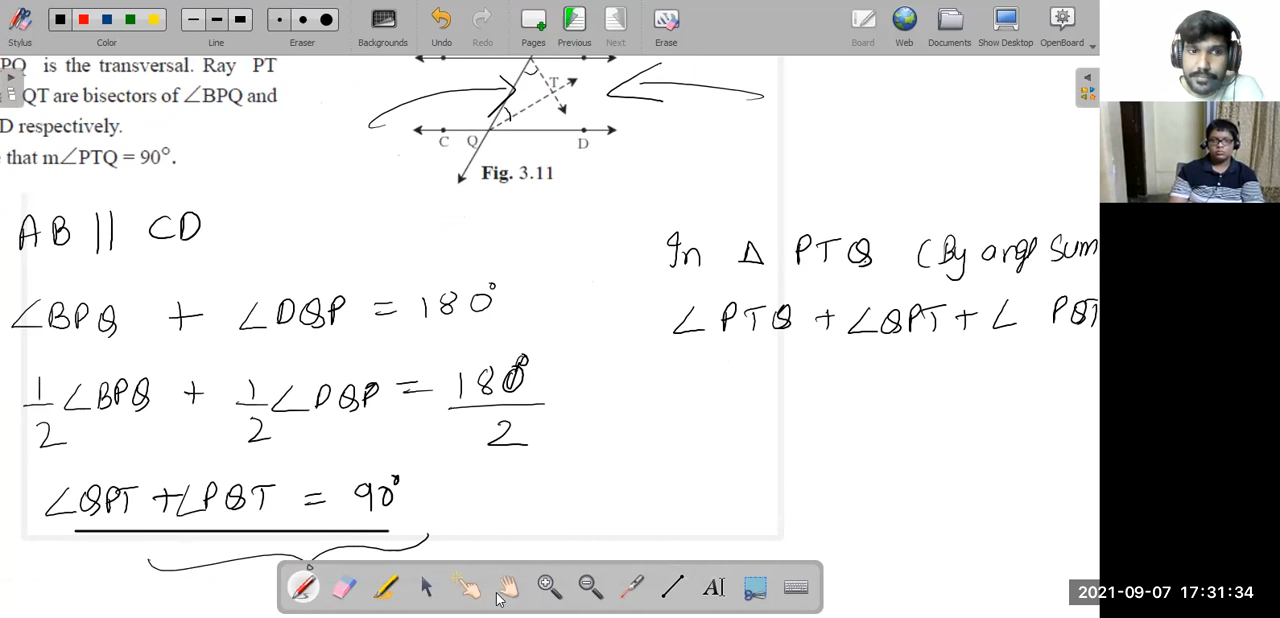 Stylus Color Line Eraser Backgrounds Undo Redo Pages Previous Next Erase Board Web Documents Show Desktop OpenBoard
PQ is the transversal. Ray PT
QT are bisectors of ∠BPQ and
D respectively.
that m∠PTQ = 90°.
T
C Q D
Fig. 3.11
AB || CD
∠BPQ + ∠DQP = 180°
1/2 ∠BPQ + 1/2 ∠DQP = 180°/2
∠QPT + ∠PQT = 90°
In Δ PTQ (By angl Sum
∠PTQ + ∠QPT + ∠ PQT
2021-09-07 17:31:34